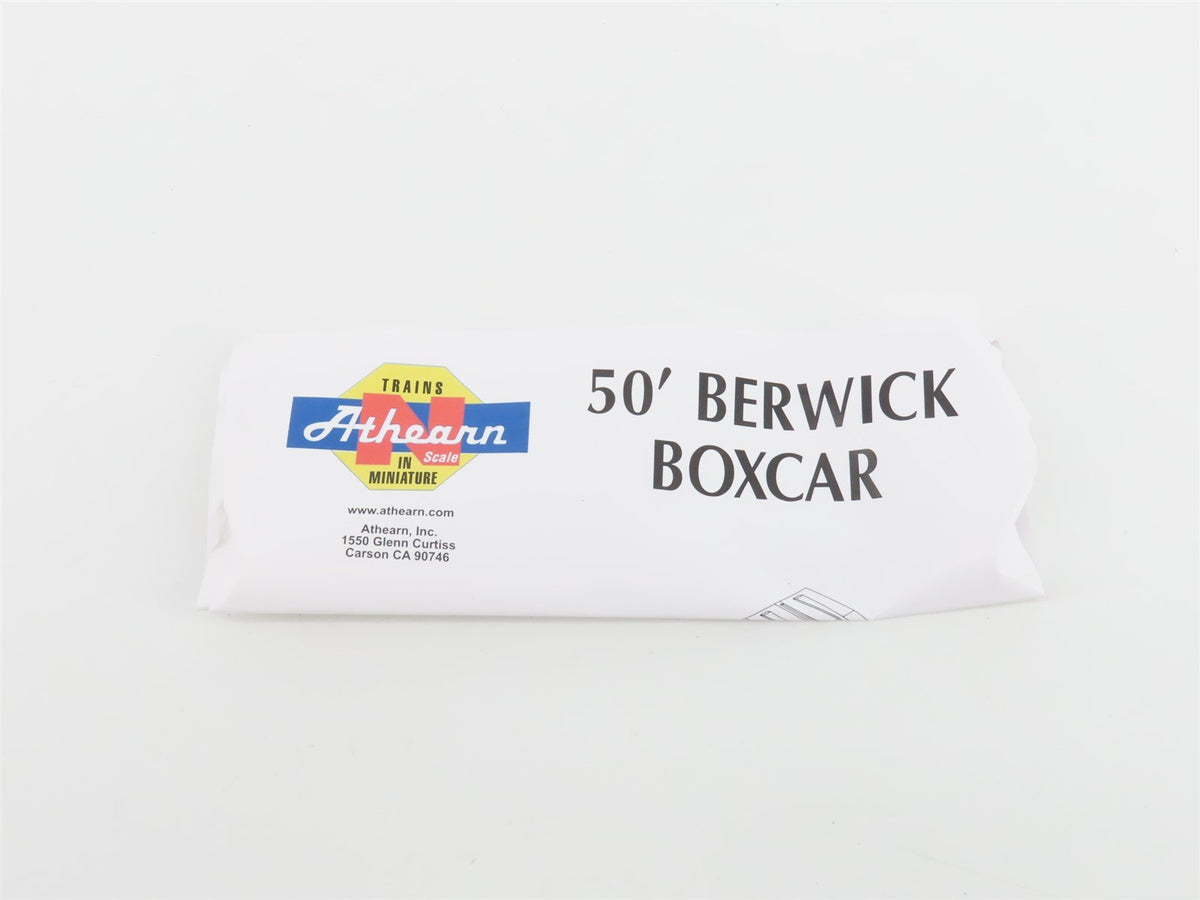 TRAINS
Athearn
N
Scale
IN
MINIATURE
www.athearn.com
Athearn, Inc.
1550 Glenn Curtiss
Carson CA 90746
50' BERWICK
BOXCAR